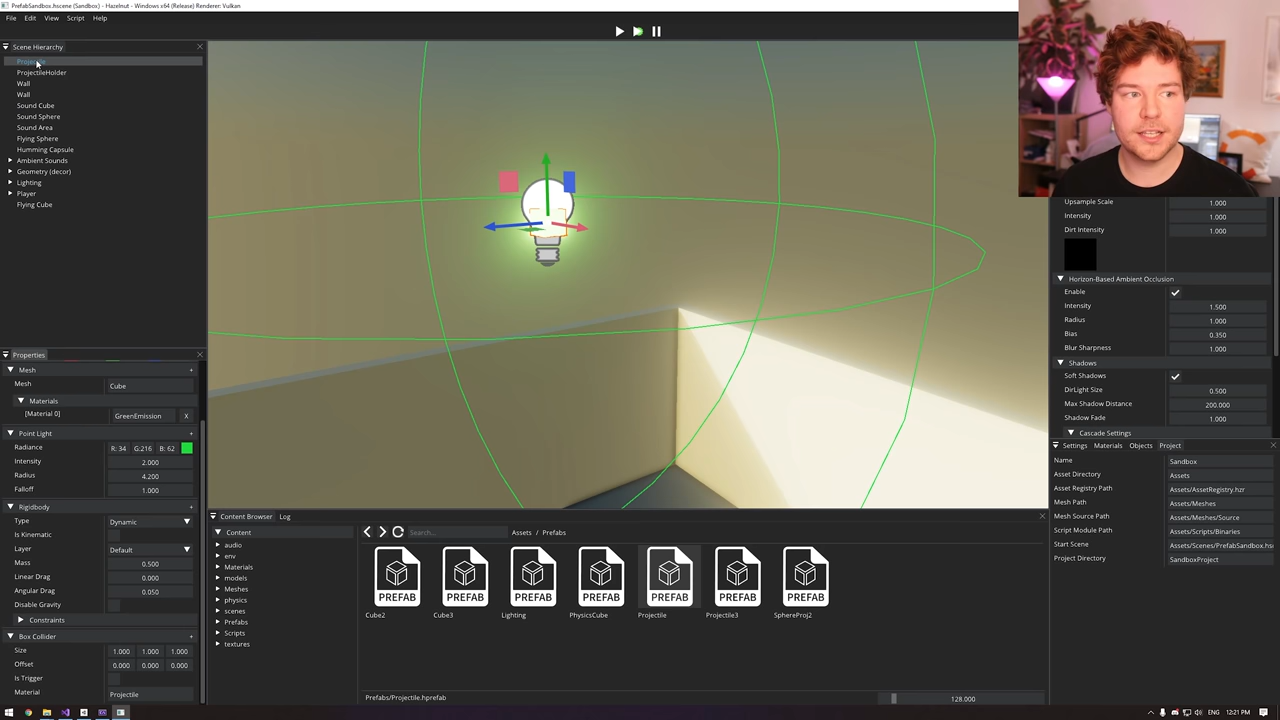 PrefabSandbox.hscene (Sandbox) - Hazelnut - Windows x64 (Release) Renderer: Vulkan
File Edit View Script Help
Scene Hierarchy
Projectile
ProjectileHolder
Wall
Wall
Sound Cube
Sound Sphere
Sound Area
Flying Sphere
Humming Capsule
Ambient Sounds
Geometry (decor)
Lighting
Player
Flying Cube
Properties
Mesh
Mesh Cube
Materials
[Material 0] GreenEmission X
Point Light
Radiance R: 34 G:216 B: 62
Intensity 2.000
Radius 4.200
Falloff 1.000
Rigidbody
Type Dynamic
Is Kinematic
Layer Default
Mass 0.500
Linear Drag 0.000
Angular Drag 0.050
Disable Gravity
Constraints
Box Collider
Size 1.000 1.000 1.000
Offset 0.000 0.000 0.000
Is Trigger
Material Projectile
Content Browser Log
Content
audio
env
Materials
models
Meshes
physics
scenes
Prefabs
Scripts
textures
Search... Assets / Prefabs
PREFAB PREFAB PREFAB PREFAB PREFAB PREFAB PREFAB
Cube2 Cube3 Lighting PhysicsCube Projectile Projectile3 SphereProj2
Prefabs/Projectile.hprefab 128.000
Upsample Scale 1.000
Intensity 1.000
Dirt Intensity 1.000
Horizon-Based Ambient Occlusion
Enable
Intensity 1.500
Radius 1.000
Bias 0.350
Blur Sharpness 1.000
Shadows
Soft Shadows
DirLight Size 0.500
Max Shadow Distance 200.000
Shadow Fade 1.000
Cascade Settings
Settings Materials Objects Project
Name Sandbox
Asset Directory Assets
Asset Registry Path Assets/AssetRegistry.hzr
Mesh Path Assets/Meshes
Mesh Source Path Assets/Meshes/Source
Script Module Path Assets/Scripts/Binaries
Start Scene Assets/Scenes/PrefabSandbox.hs
Project Directory SandboxProject
ENG 12:21 PM